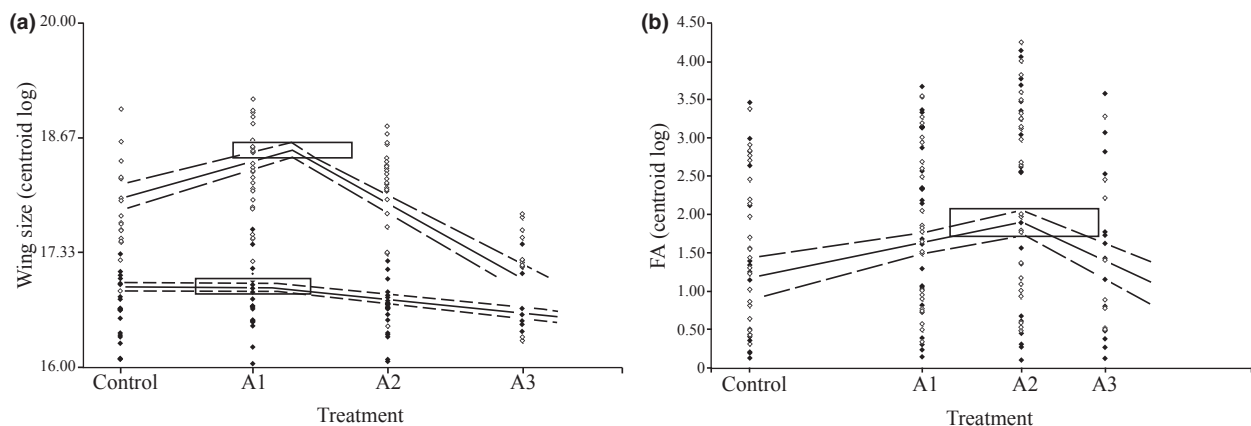 (a)
20.00
18.67
17.33
16.00
Wing size (centroid log)
Control A1 A2 A3
Treatment
(b)
4.50
4.00
3.50
3.00
2.50
2.00
1.50
1.00
0.50
0
FA (centroid log)
Control A1 A2 A3
Treatment